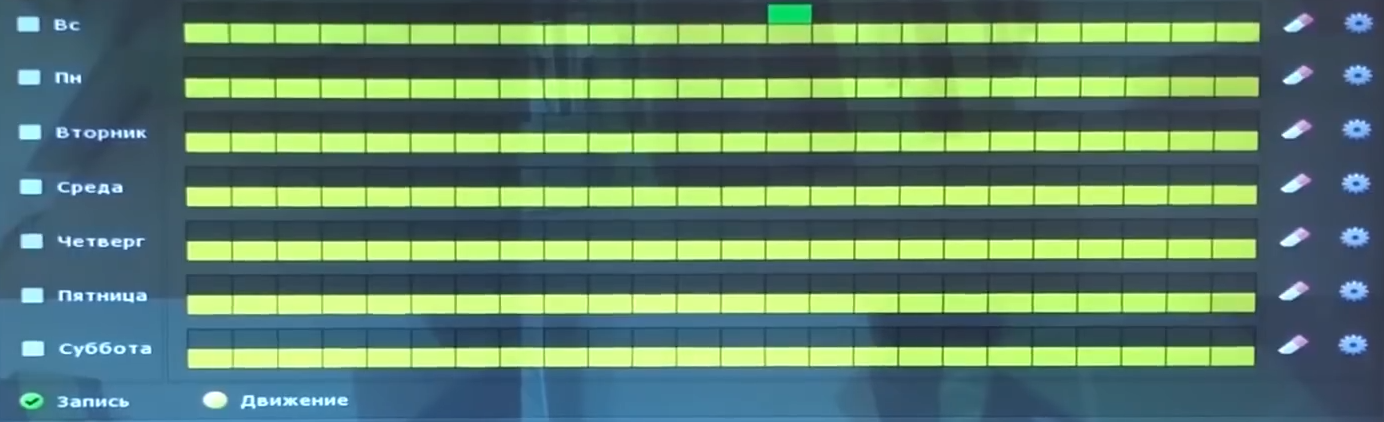 Вс
Пн
Вторник
Среда
Четверг
Пятница
Суббота
Запись Движение